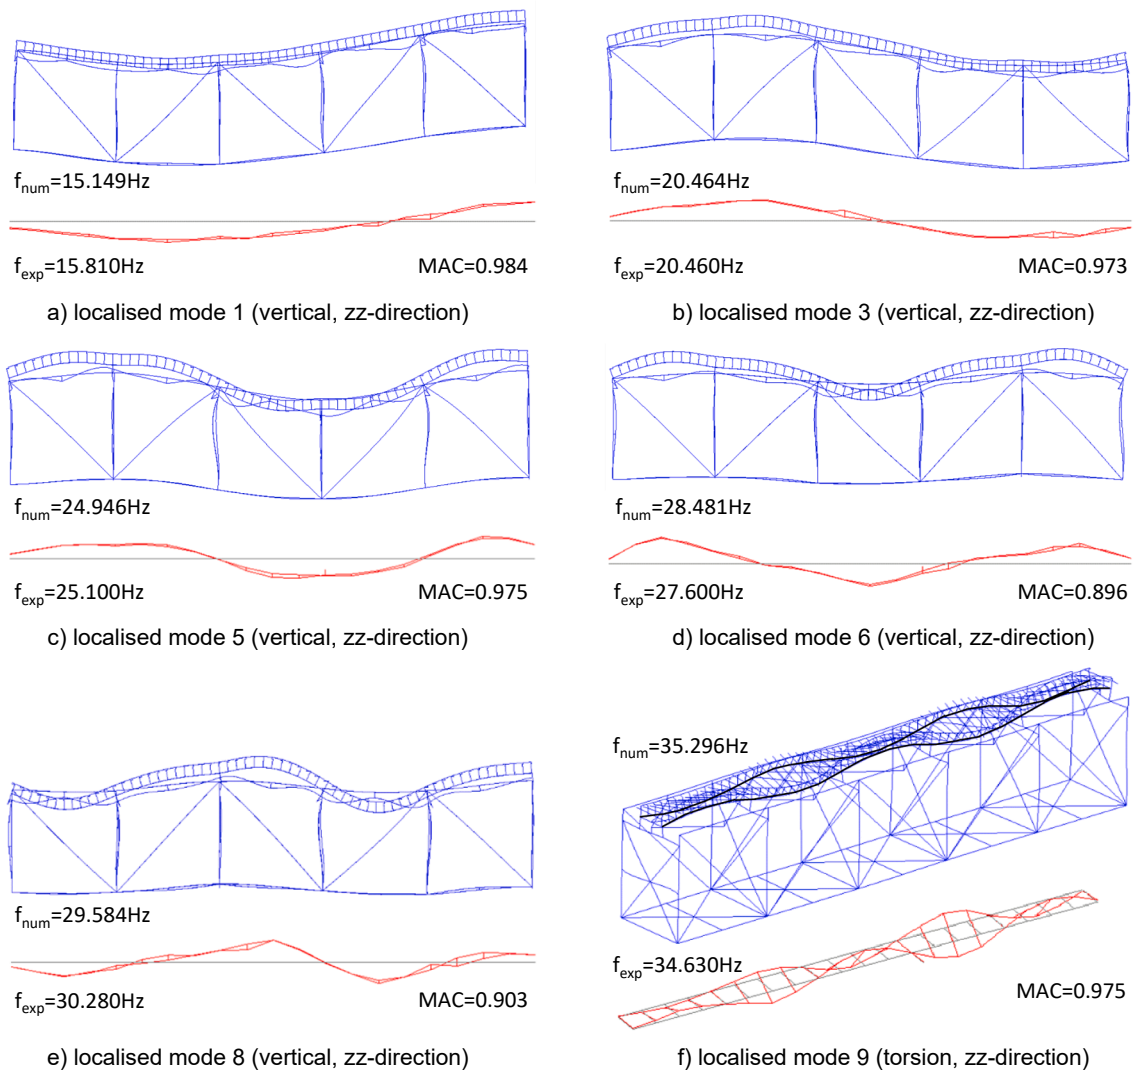 f_num=15.149Hz
f_exp=15.810Hz MAC=0.984
a) localised mode 1 (vertical, zz-direction)
f_num=20.464Hz
f_exp=20.460Hz MAC=0.973
b) localised mode 3 (vertical, zz-direction)
f_num=24.946Hz
f_exp=25.100Hz MAC=0.975
c) localised mode 5 (vertical, zz-direction)
f_num=28.481Hz
f_exp=27.600Hz MAC=0.896
d) localised mode 6 (vertical, zz-direction)
f_num=29.584Hz
f_exp=30.280Hz MAC=0.903
e) localised mode 8 (vertical, zz-direction)
f_num=35.296Hz
f_exp=34.630Hz
MAC=0.975
f) localised mode 9 (torsion, zz-direction)